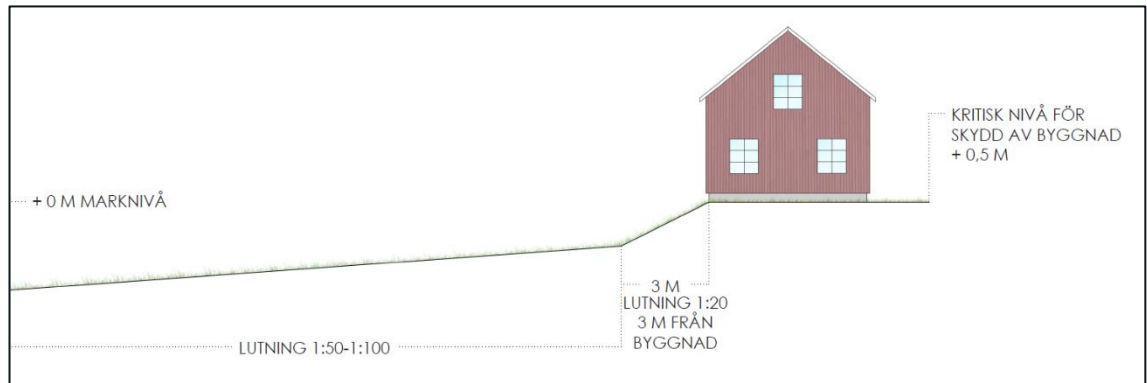 KRITISK NIVÅ FÖR
SKYDD AV BYGGNAD
+ 0,5 M
+ 0 M MARKNIVÅ
3 M
LUTNING 1:20
3 M FRÅN
BYGGNAD
LUTNING 1:50-1:100